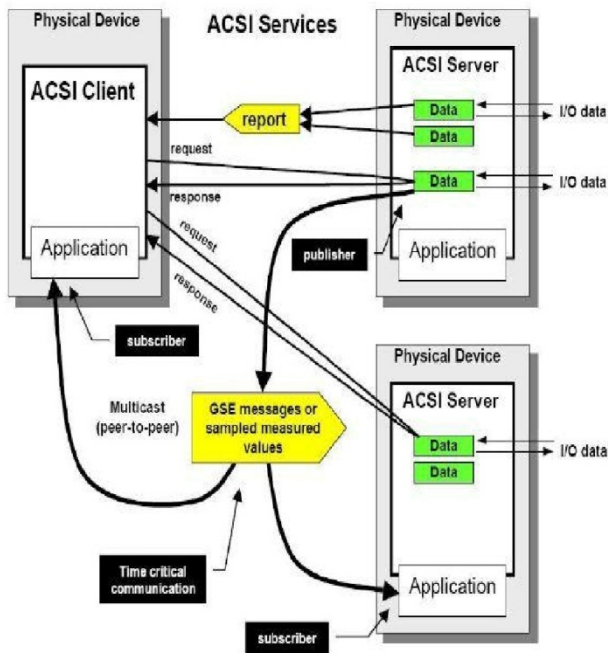 Physical Device
ACSI Services
Physical Device
ACSI Client
ACSI Server
report
Data
I/O data
Data
request
Data
I/O data
response
request
publisher
Application
Application
response
subscriber
Physical Device
Multicast
(peer-to-peer)
GSE messages or
sampled measured
values
ACSI Server
Data
I/O data
Data
Time critical
communication
Application
subscriber